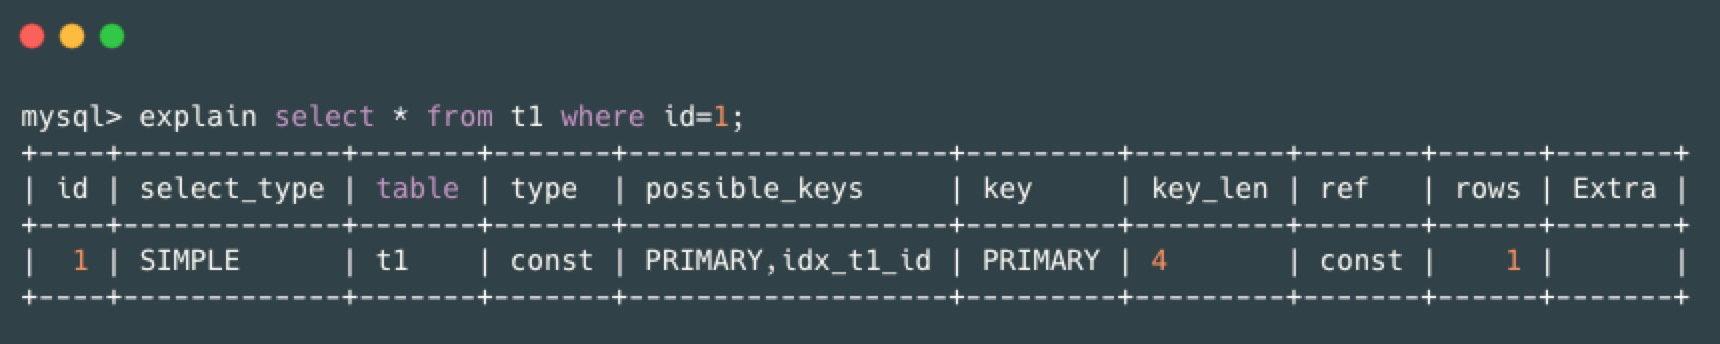 mysql> explain select * from t1 where id=1;
+----+-------------+-------+-------+-------------------+---------+---------+-------+------+-------+
| id | select_type | table | type  | possible_keys     | key     | key_len | ref   | rows | Extra |
+----+-------------+-------+-------+-------------------+---------+---------+-------+------+-------+
|  1 | SIMPLE      | t1    | const | PRIMARY,idx_t1_id | PRIMARY | 4       | const |    1 |       |
+----+-------------+-------+-------+-------------------+---------+---------+-------+------+-------+